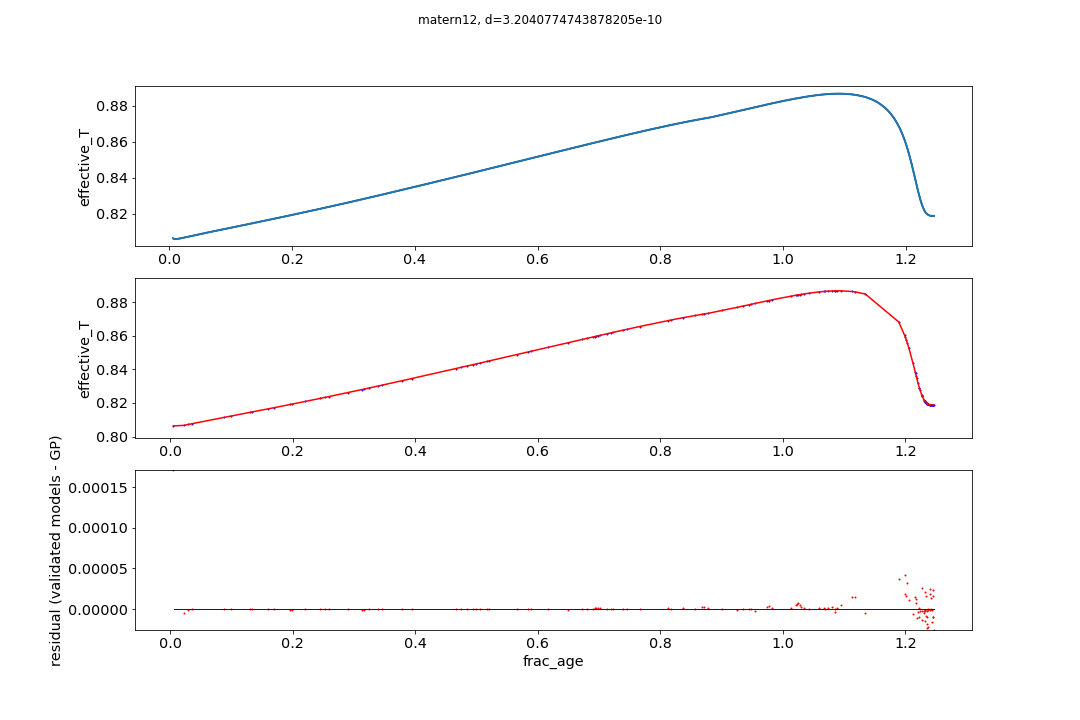 matern12, d=3.2040774743878205e-10
effective_T
0.88
0.86
0.84
0.82
0.0 0.2 0.4 0.6 0.8 1.0 1.2
effective_T
0.88
0.86
0.84
0.82
0.80
0.0 0.2 0.4 0.6 0.8 1.0 1.2
residual (validated models - GP)
0.00015
0.00010
0.00005
0.00000
0.0 0.2 0.4 0.6 0.8 1.0 1.2
frac_age